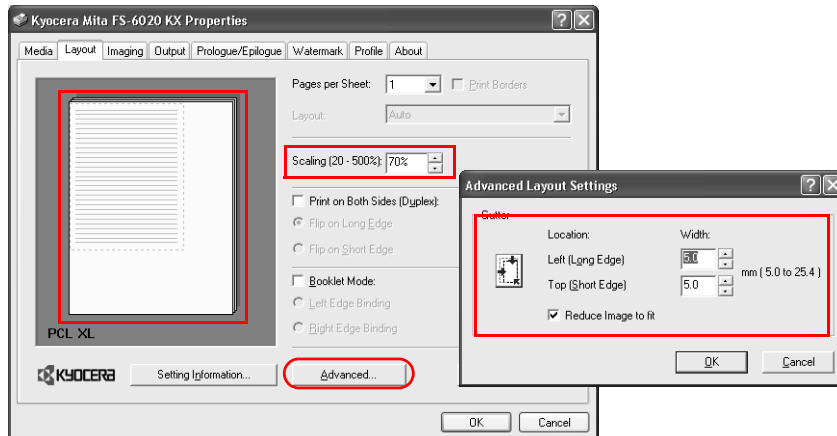 Kyocera Mita FS-6020 KX Properties
Media Layout Imaging Output Prologue/Epilogue Watermark Profile About
Pages per Sheet: 1 Print Borders
Layout: Auto
Scaling (20 - 500%): 70%
Print on Both Sides (Duplex):
Flip on Long Edge
Flip on Short Edge
Booklet Mode:
Left Edge Binding
Right Edge Binding
PCL XL
KYOCERA Setting Information... Advanced...
OK Cancel
Advanced Layout Settings
Gutter
Location: Width:
Left (Long Edge) 5.0
mm ( 5.0 to 25.4 )
Top (Short Edge) 5.0
Reduce Image to fit
OK Cancel